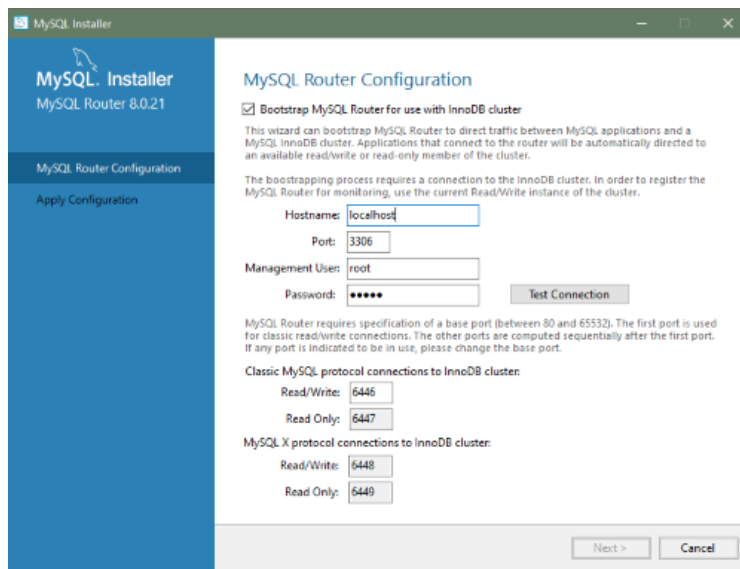 MySQL Installer
MySQL. Installer
MySQL Router 8.0.21
MySQL Router Configuration
Apply Configuration
MySQL Router Configuration
Bootstrap MySQL Router for use with InnoDB cluster
This wizard can bootstrap MySQL Router to direct traffic between MySQL applications and a
MySQL InnoDB cluster. Applications that connect to the router will be automatically directed to
an available read/write or read-only member of the cluster.
The boostrapping process requires a connection to the InnoDB cluster. In order to register the
MySQL Router for monitoring, use the current Read/Write instance of the cluster.
Hostname: localhost
Port: 3306
Management User: root
Password: •••••
Test Connection
MySQL Router requires specification of a base port (between 80 and 65532). The first port is used
for classic read/write connections. The other ports are computed sequentially after the first port.
If any port is indicated to be in use, please change the base port.
Classic MySQL protocol connections to InnoDB cluster:
Read/Write: 6446
Read Only: 6447
MySQL X protocol connections to InnoDB cluster:
Read/Write: 6448
Read Only: 6449
Next >
Cancel